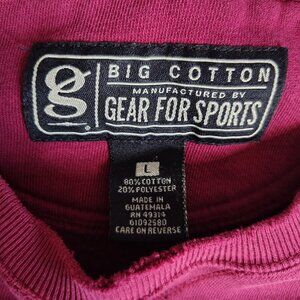 g
BIG COTTON
MANUFACTURED BY
GEAR FOR SPORTS
L
80% COTTON
20% POLYESTER
MADE IN
GUATEMALA
RN 49314
01D92580
CARE ON REVERSE